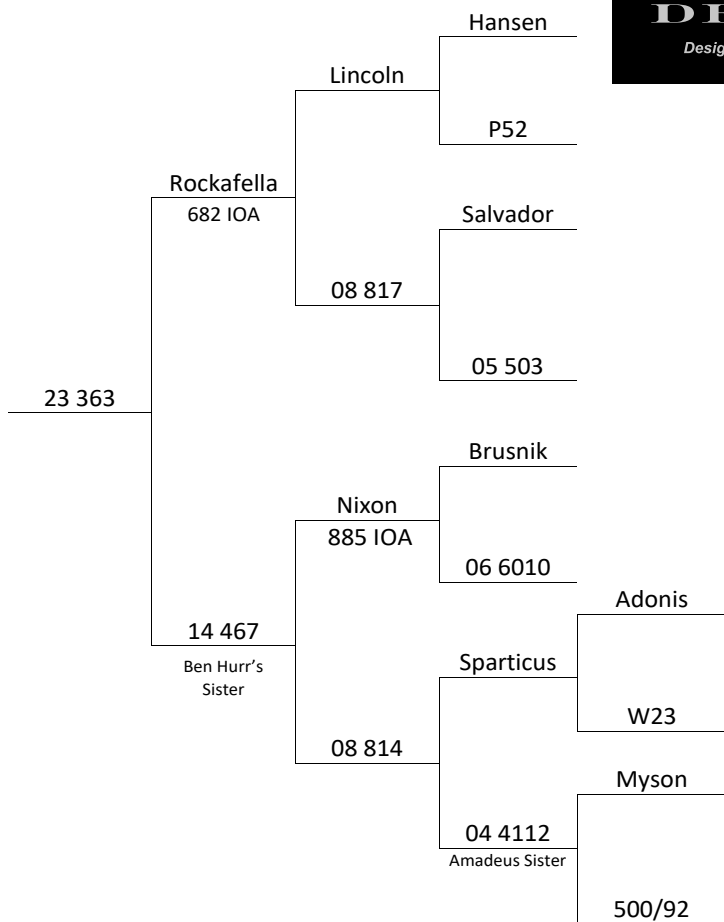 Hansen
Desig
Lincoln
P52
Rockafella
682 IOA
Salvador
08 817
05 503
23 363
Brusnik
Nixon
885 IOA
06 6010
Adonis
14 467
Ben Hurr's
Sister
Sparticus
W23
08 814
Myson
04 4112
Amadeus Sister
500/92